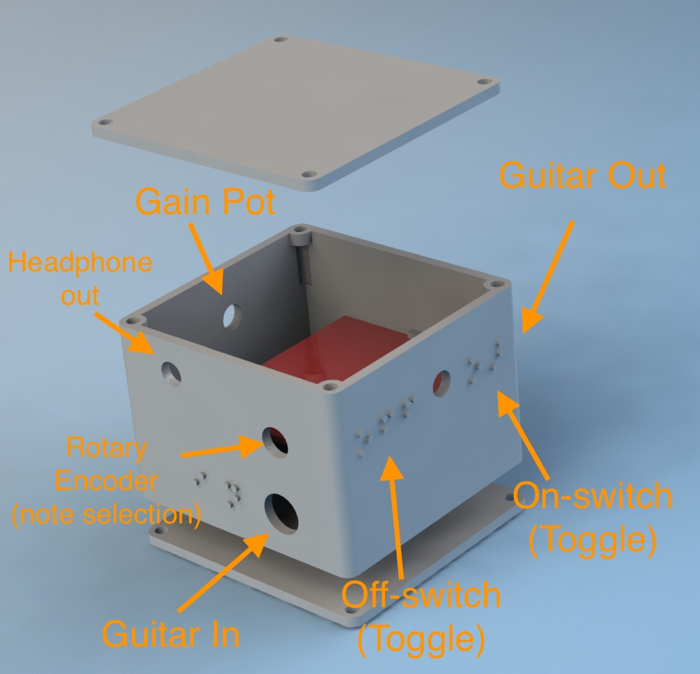 Guitar Out
Gain Pot
Headphone
out
Rotary
Encoder
(note selection)
On-switch
(Toggle)
Off-switch
(Toggle)
Guitar In